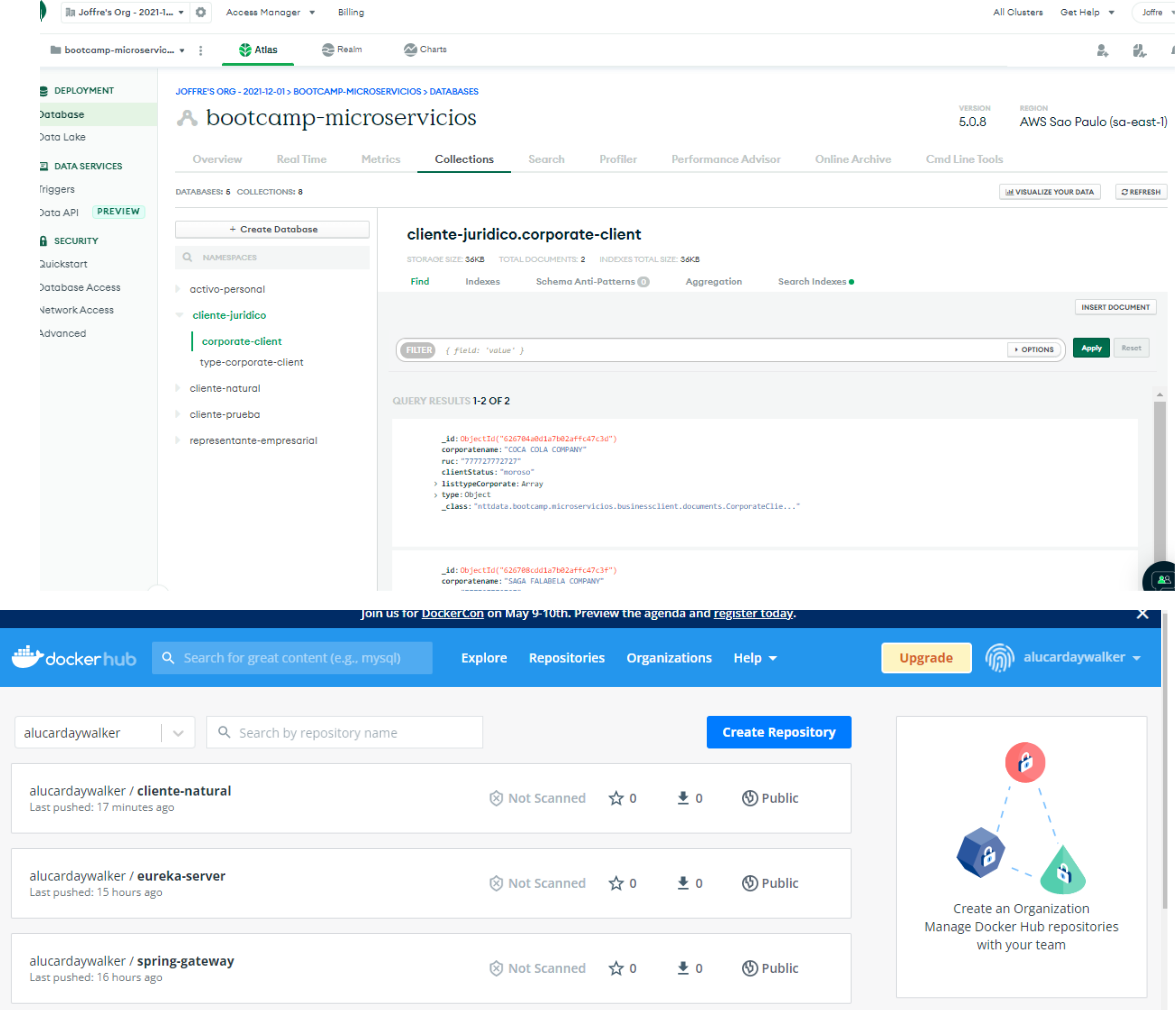 Joffre's Org - 2021-1... Access Manager Billing All Clusters Get Help Joffre
bootcamp-microservic... Atlas Realm Charts
DEPLOYMENT
Database
Data Lake
DATA SERVICES
Triggers
Data API PREVIEW
SECURITY
Quickstart
Database Access
Network Access
Advanced
JOFFRE'S ORG - 2021-12-01 > BOOTCAMP-MICROSERVICIOS > DATABASES
bootcamp-microservicios
VERSION
5.0.8
REGION
AWS Sao Paulo (sa-east-1)
Overview Real Time Metrics Collections Search Profiler Performance Advisor Online Archive Cmd Line Tools
DATABASES: 5 COLLECTIONS: 8
VISUALIZE YOUR DATA REFRESH
+ Create Database
NAMESPACES
activo-personal
cliente-juridico
corporate-client
type-corporate-client
cliente-natural
cliente-prueba
representante-empresarial
cliente-juridico.corporate-client
STORAGE SIZE: 36KB TOTAL DOCUMENTS: 2 INDEXES TOTAL SIZE: 36KB
Find Indexes Schema Anti-Patterns 0 Aggregation Search Indexes
INSERT DOCUMENT
FILTER { field: 'value' } OPTIONS Apply Reset
QUERY RESULTS 1-2 OF 2
_id: ObjectId("626704a0d1a7b02affc47c3d")
corporatename: "COCA COLA COMPANY"
ruc: "777727772727"
clientStatus: "moroso"
listtypeCorporate: Array
type: Object
_class: "nttdata.bootcamp.microservicios.businessclient.documents.CorporateClie..."
_id: ObjectId("626708cdd1a7b02affc47c3f")
corporatename: "SAGA FALABELA COMPANY"
Join us for DockerCon on May 9-10th. Preview the agenda and register today.
dockerhub Search for great content (e.g., mysql) Explore Repositories Organizations Help Upgrade alucardaywalker
alucardaywalker Search by repository name Create Repository
alucardaywalker / cliente-natural
Last pushed: 17 minutes ago
Not Scanned 0 0 Public
alucardaywalker / eureka-server
Last pushed: 15 hours ago
Not Scanned 0 0 Public
alucardaywalker / spring-gateway
Last pushed: 16 hours ago
Not Scanned 0 0 Public
Create an Organization
Manage Docker Hub repositories
with your team